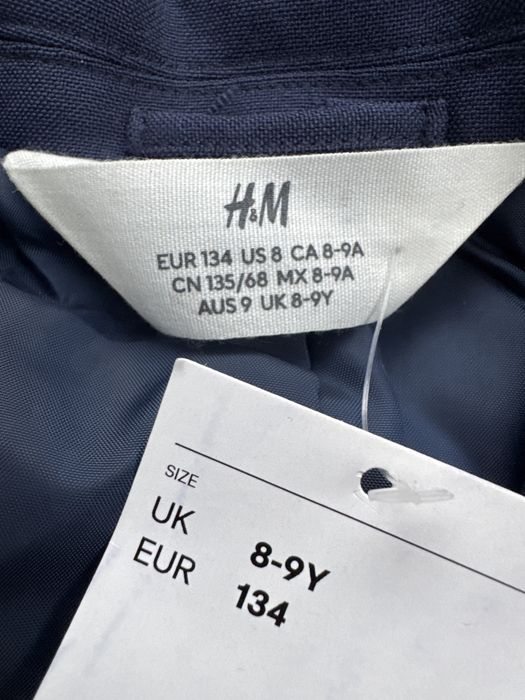 H&M
EUR 134 US 8 CA 8-9A
CN 135/68 MX 8-9A
AUS 9 UK 8-9Y
SIZE
UK 8-9Y
EUR 134